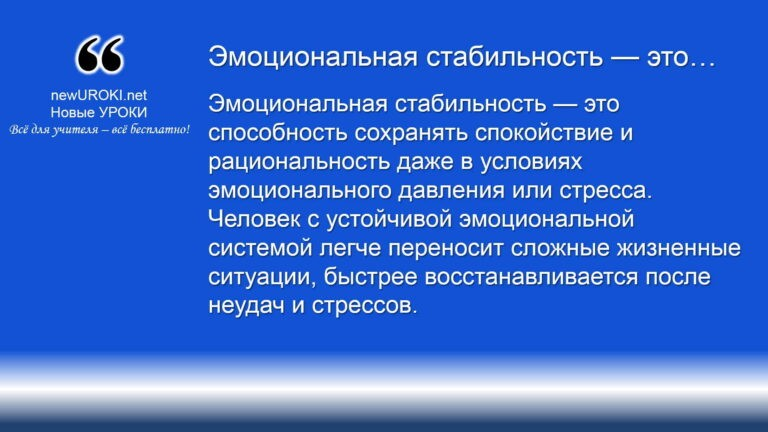 ❝
newUROKI.net
Новые УРОКИ
Всё для учителя – всё бесплатно!
Эмоциональная стабильность — это…
Эмоциональная стабильность — это
способность сохранять спокойствие и
рациональность даже в условиях
эмоционального давления или стресса.
Человек с устойчивой эмоциональной
системой легче переносит сложные жизненные
ситуации, быстрее восстанавливается после
неудач и стрессов.